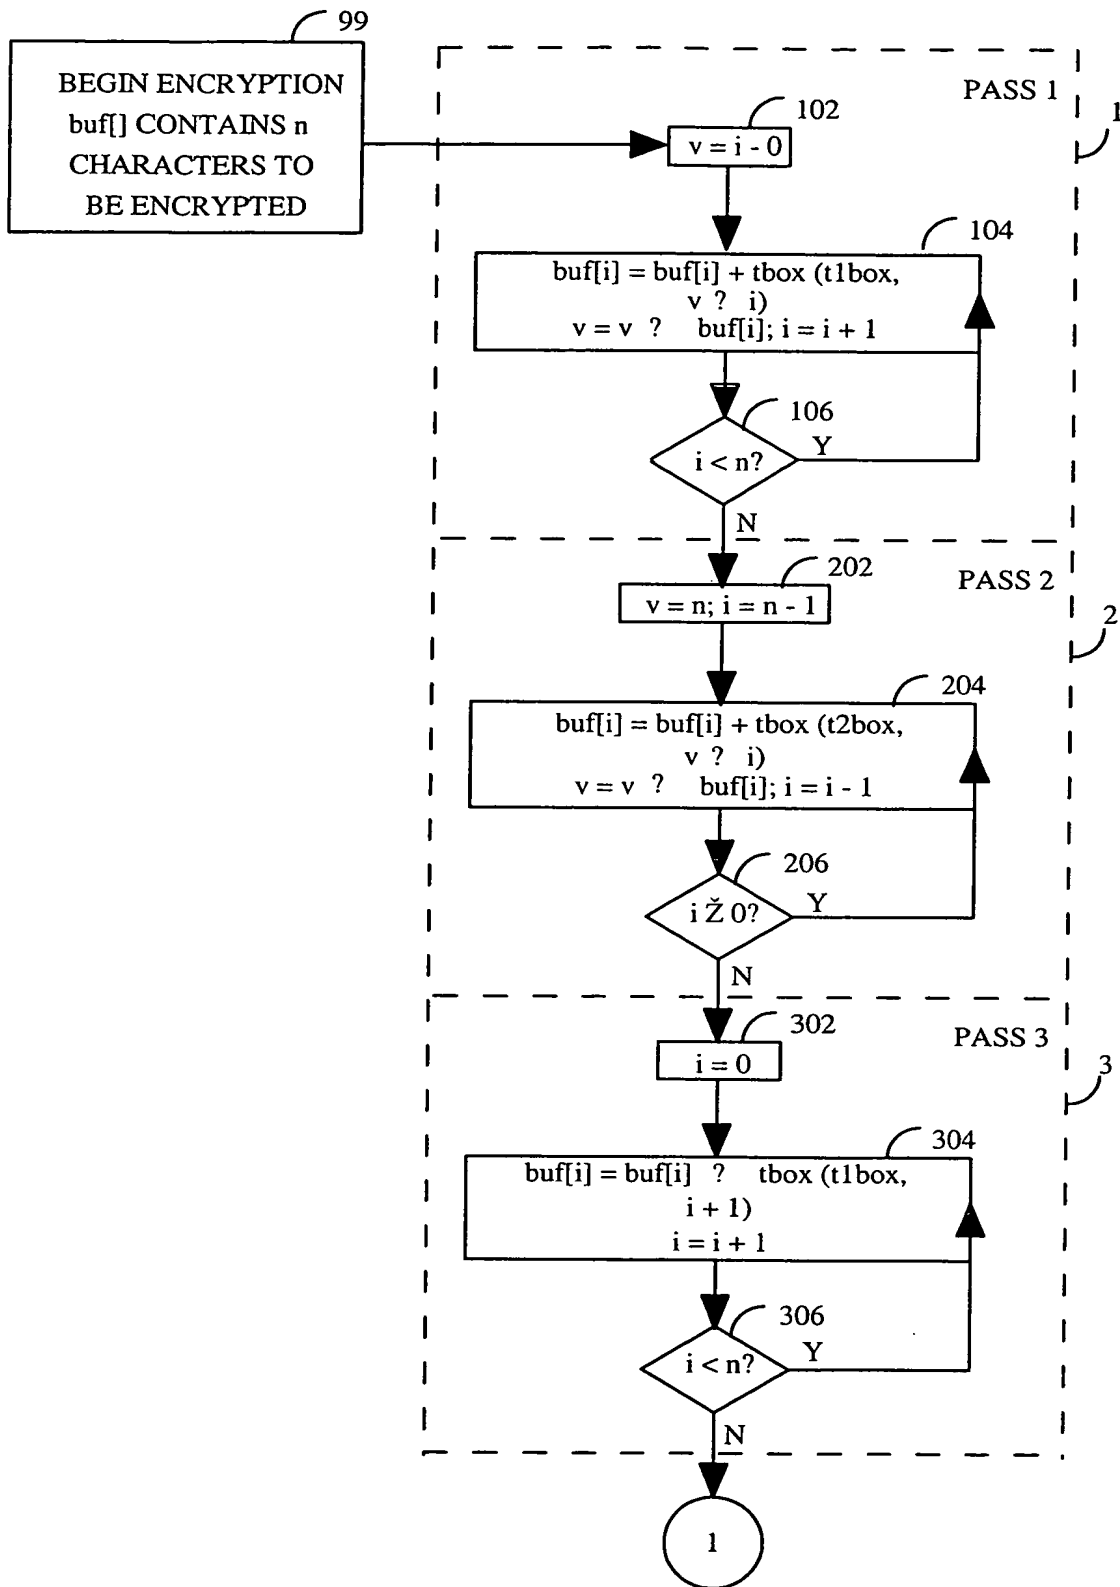 99
BEGIN ENCRYPTION
buf[] CONTAINS n
CHARACTERS TO
BE ENCRYPTED
PASS 1
1
102
v = i - 0
104
buf[i] = buf[i] + tbox (t1box,
v ? i)
v = v ? buf[i]; i = i + 1
106
i < n?
Y
N
PASS 2
2
202
v = n; i = n - 1
204
buf[i] = buf[i] + tbox (t2box,
v ? i)
v = v ? buf[i]; i = i - 1
206
i Ž 0?
Y
N
PASS 3
3
302
i = 0
304
buf[i] = buf[i] ? tbox (t1box,
i + 1)
i = i + 1
306
i < n?
Y
N
1